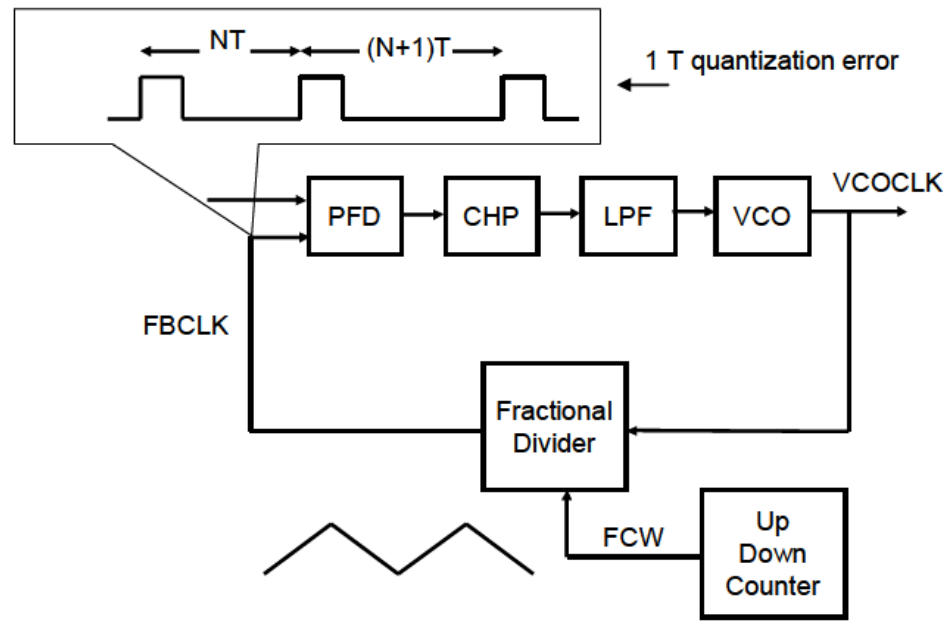 NT
(N+1)T
1 T quantization error
PFD
CHP
LPF
VCO
VCOCLK
FBCLK
Fractional
Divider
FCW
Up
Down
Counter